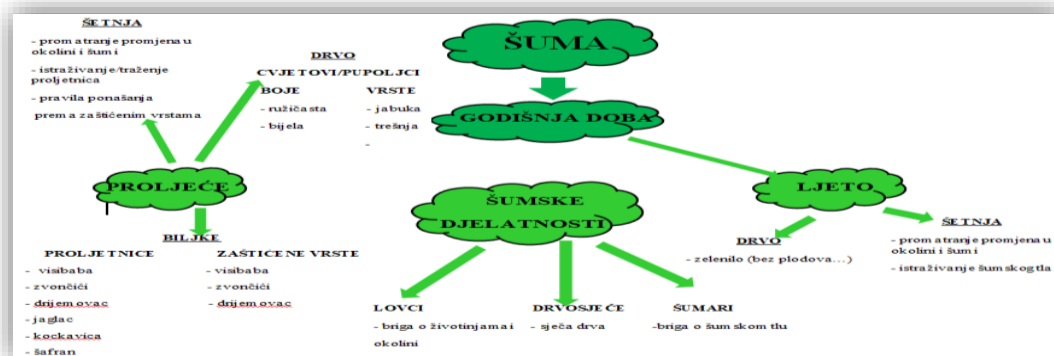 ŠETNJA
- promatranje promjena u
okolini i šumi
- istraživanje/traženje
proljetnica
- pravila ponašanja
prema zaštićenim vrstama
DRVO
CVJETOVI/PUPOLJCI
BOJE
- ružičasta
- bijela
VRSTE
- jabuka
- trešnja
-
ŠUMA
GODIŠNJA DOBA
PROLJEĆE
ŠUMSKE
DJELATNOSTI
LJETO
BILJKE
PROLJETNICE
- visibaba
- zvončići
- drijemovac
- jaglac
- kockavica
- šafran
ZAŠTIĆENE VRSTE
- visibaba
- zvončići
- drijemovac
LOVCI
- briga o životinjama i
okolini
DRVOSJEČE
- sječa drva
ŠUMARI
-briga o šumskom tlu
DRVO
- zelenilo (bez plodova...)
ŠETNJA
- promatranje promjena u
okolini i šumi
- istraživanje šumskog tla